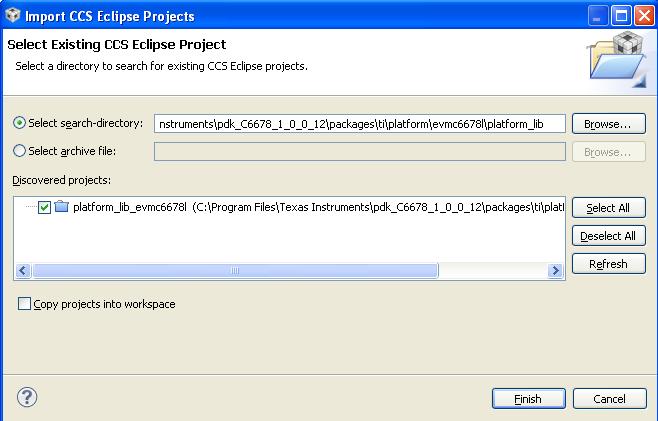 Import CCS Eclipse Projects
Select Existing CCS Eclipse Project
Select a directory to search for existing CCS Eclipse projects.
Select search-directory: nstruments\pdk_C6678_1_0_0_12\packages\ti\platform\evmc6678l\platform_lib Browse...
Select archive file: Browse...
Discovered projects:
platform_lib_evmc6678l (C:\Program Files\Texas Instruments\pdk_C6678_1_0_0_12\packages\ti\platf Select All
Deselect All
Refresh
Copy projects into workspace
? Finish Cancel